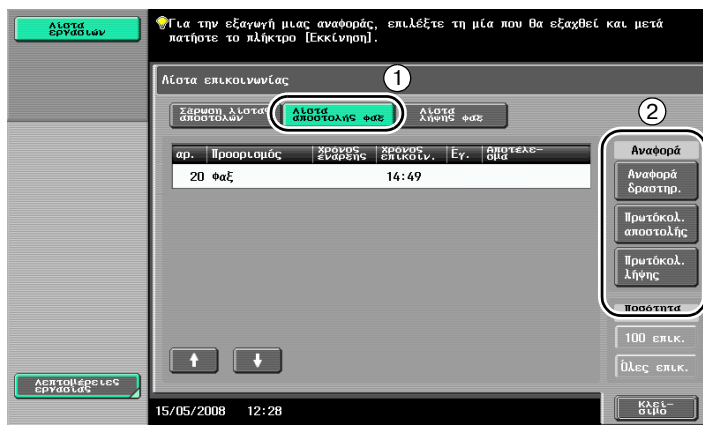 Λίστα
εργασιών
Για την εξαγωγή μιας αναφοράς, επιλέξτε τη μία που θα εξαχθεί και μετά
πατήστε το πλήκτρο [Εκκίνηση].
Λίστα επικοινωνίας
1
Σάρωση λίστας
αποστολών
Λίστα
αποστολής φαξ
Λίστα
λήψης φαξ
2
αρ. Προορισμός Χρόνος έναρξης Χρόνος επικοιν. Εγ. Αποτέλε-σμα
20 Φαξ 14:49
Αναφορά
Αναφορά
δραστηρ.
Πρωτόκολ.
αποστολής
Πρωτόκολ.
λήψης
Ποσότητα
100 επικ.
Όλες επικ.
Λεπτομέρειες
εργασίας
15/05/2008 12:28
Κλεί-
σιμο